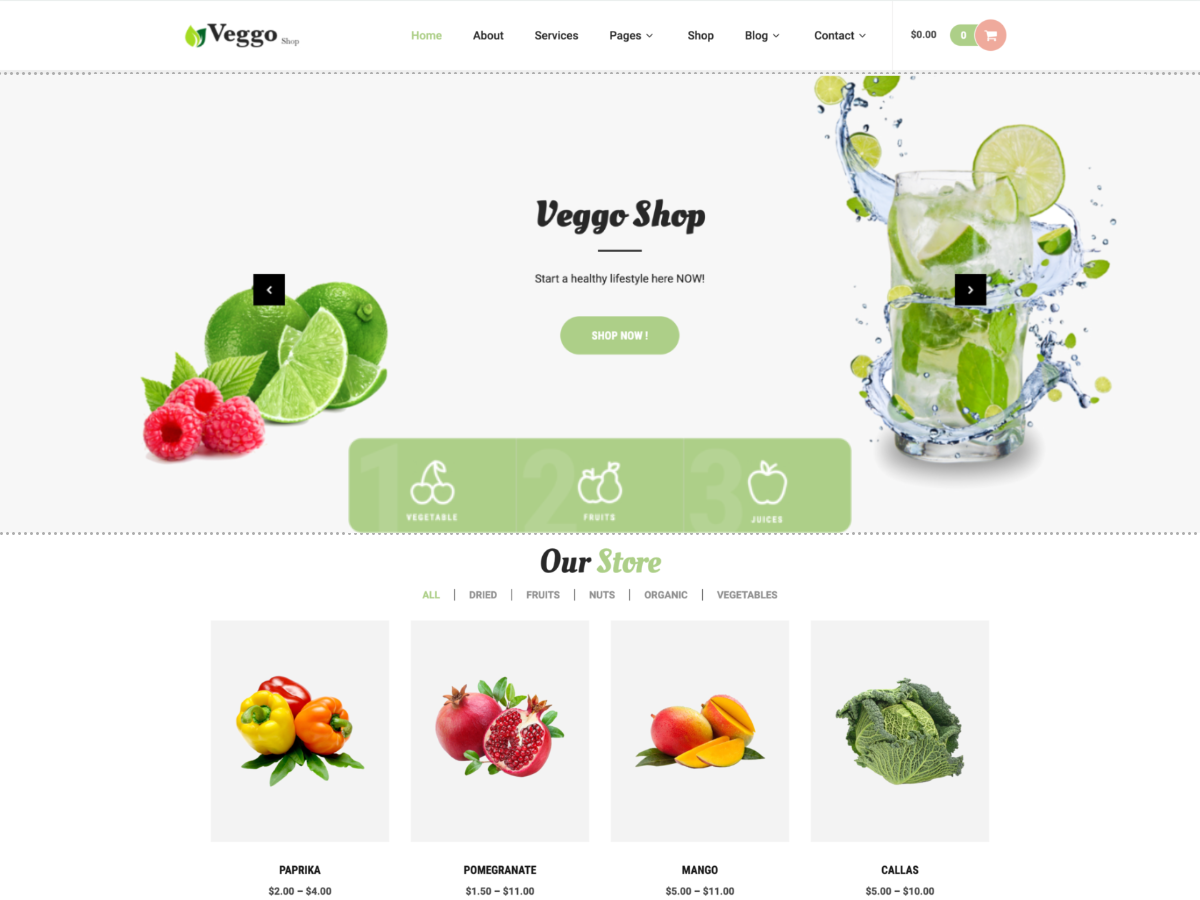 Veggo Shop
Home About Services Pages Shop Blog Contact $0.00 0
Veggo Shop
Start a healthy lifestyle here NOW!
SHOP NOW !
1 2 3
VEGETABLE FRUITS JUICES
Our Store
ALL | DRIED | FRUITS | NUTS | ORGANIC | VEGETABLES
PAPRIKA POMEGRANATE MANGO CALLAS
$2.00 – $4.00 $1.50 – $11.00 $5.00 – $11.00 $5.00 – $10.00